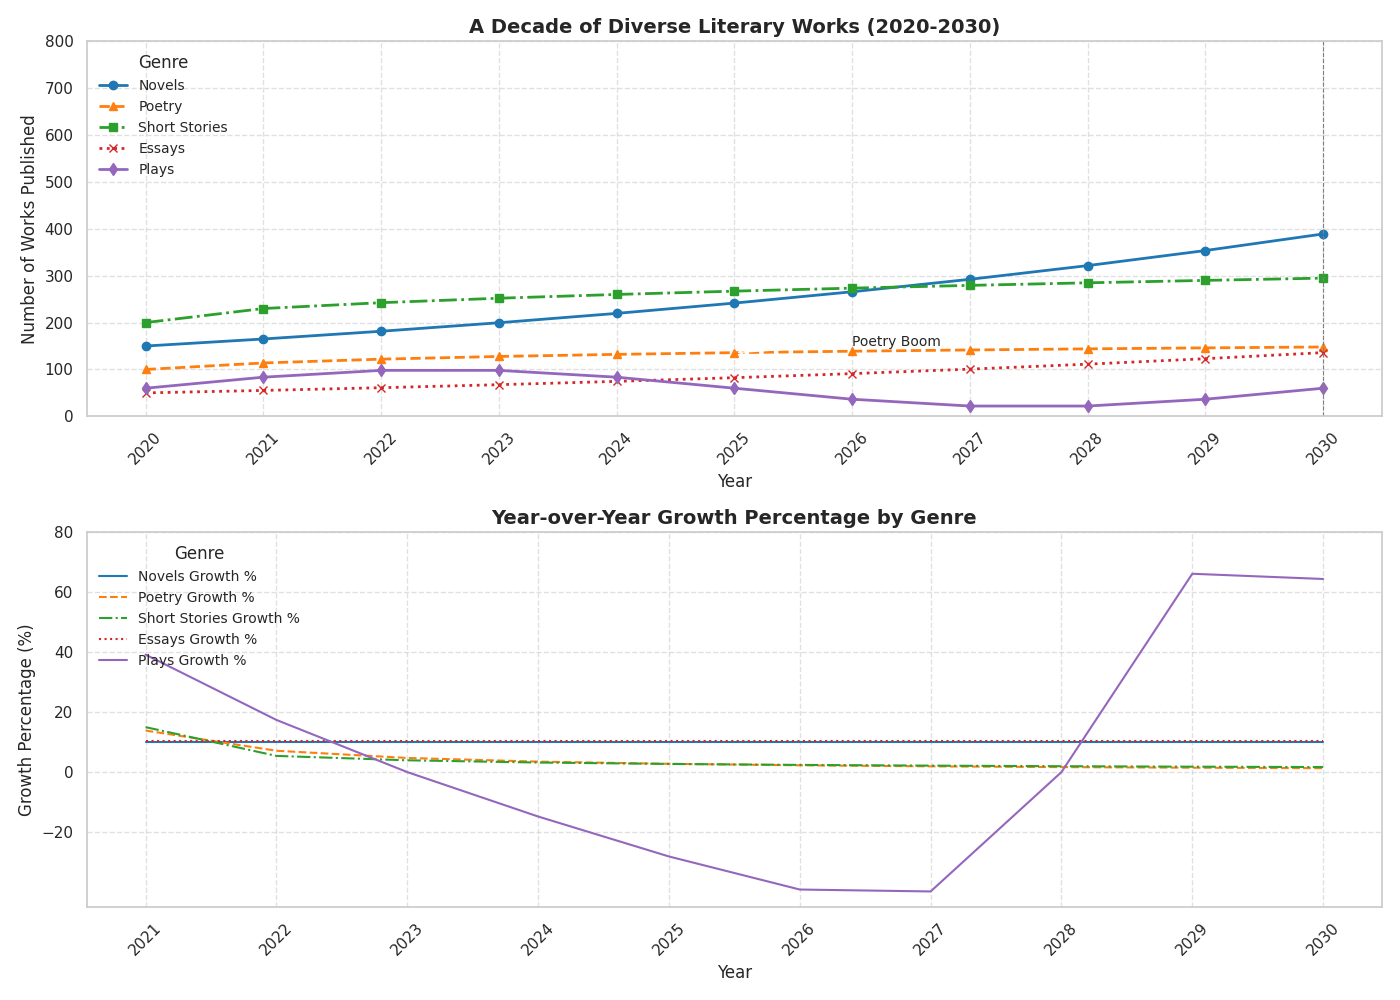 A Decade of Diverse Literary Works (2020-2030)
Number of Works Published
800
700
600
500
400
300
200
100
0
Genre
Novels
Poetry
Short Stories
Essays
Plays
Poetry Boom
2020
2021
2022
2023
2024
2025
2026
2027
2028
2029
2030
Year
Year-over-Year Growth Percentage by Genre
Growth Percentage (%)
80
60
40
20
0
−20
Genre
Novels Growth %
Poetry Growth %
Short Stories Growth %
Essays Growth %
Plays Growth %
2021
2022
2023
2024
2025
2026
2027
2028
2029
2030
Year